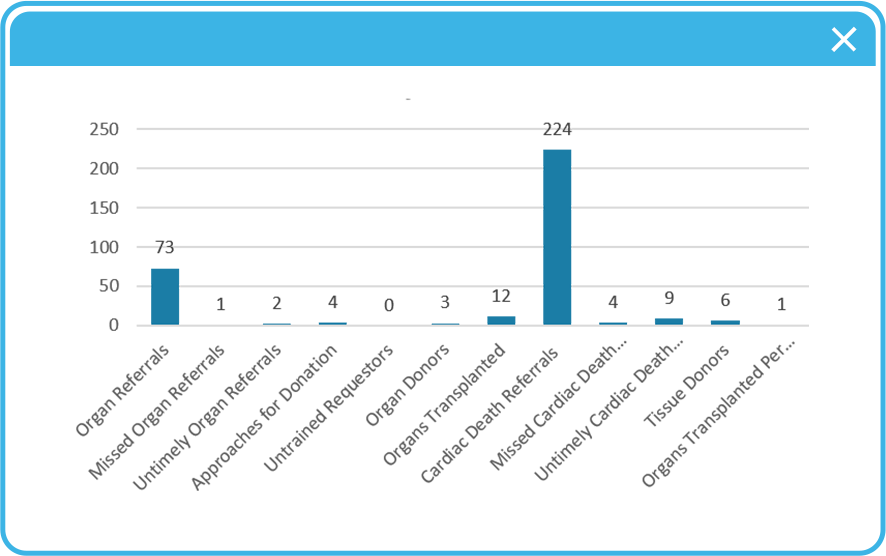 250
224
200
150
100
73
50
1
2
4
0
3
12
4
9
6
1
0
Organ Referrals
Missed Organ Referrals
Untimely Organ Referrals
Approaches for Donation
Untrained Requestors
Organ Donors
Organs Transplanted
Cardiac Death Referrals
Missed Cardiac Death...
Untimely Cardiac Death...
Tissue Donors
Organs Transplanted Per...